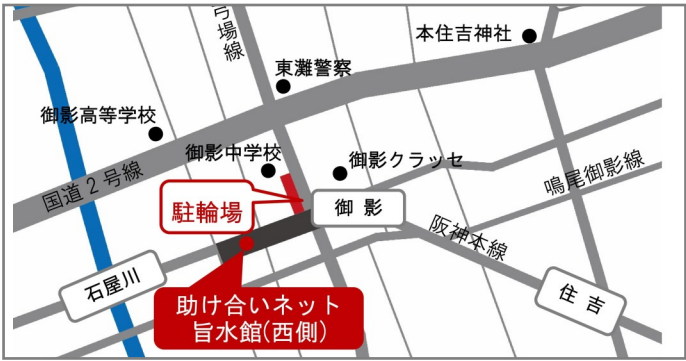 弓場線
本住吉神社
東灘警察
御影高等学校
御影中学校
御影クラッセ
国道2号線
鳴尾御影線
駐輪場
御影
阪神本線
石屋川
住吉
助け合いネット
旨水館(西側)